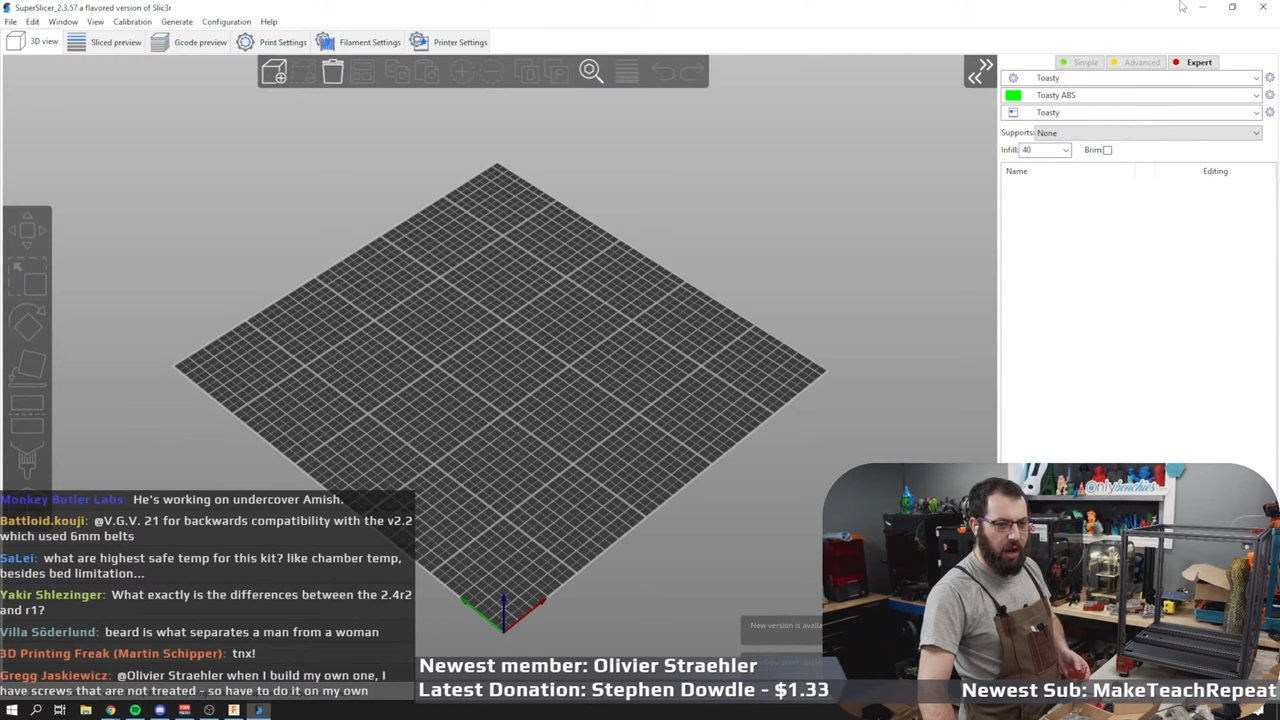 SuperSlicer_2.3.57 a flavored version of Slic3r
File Edit Window View Calibration Generate Configuration Help
3D view Sliced preview Gcode preview Print Settings Filament Settings Printer Settings
Simple Advanced Expert
Toasty
Toasty ABS
Toasty
Supports: None
Infill: 40 Brim:
Name Editing
@nlybenchies
Monkey Butler Labs: He's working on undercover Amish.
Battloid.kouji: @V.G.V. 21 for backwards compatibility with the v2.2
which used 6mm belts
SaLei: what are highest safe temp for this kit? like chamber temp,
besides bed limitation...
Yakir Shlezinger: What exactly is the differences between the 2.4r2
and r1?
Villa Söderlund: beard is what separates a man from a woman
3D Printing Freak (Martin Schipper): tnx!
Gregg Jaskiewicz: @Olivier Straehler when I build my own one, I
have screws that are not treated - so have to do it on my own
New version is availa
Newest member: Olivier Straehler
Latest Donation: Stephen Dowdle - $1.33
Newest Sub: MakeTeachRepeat